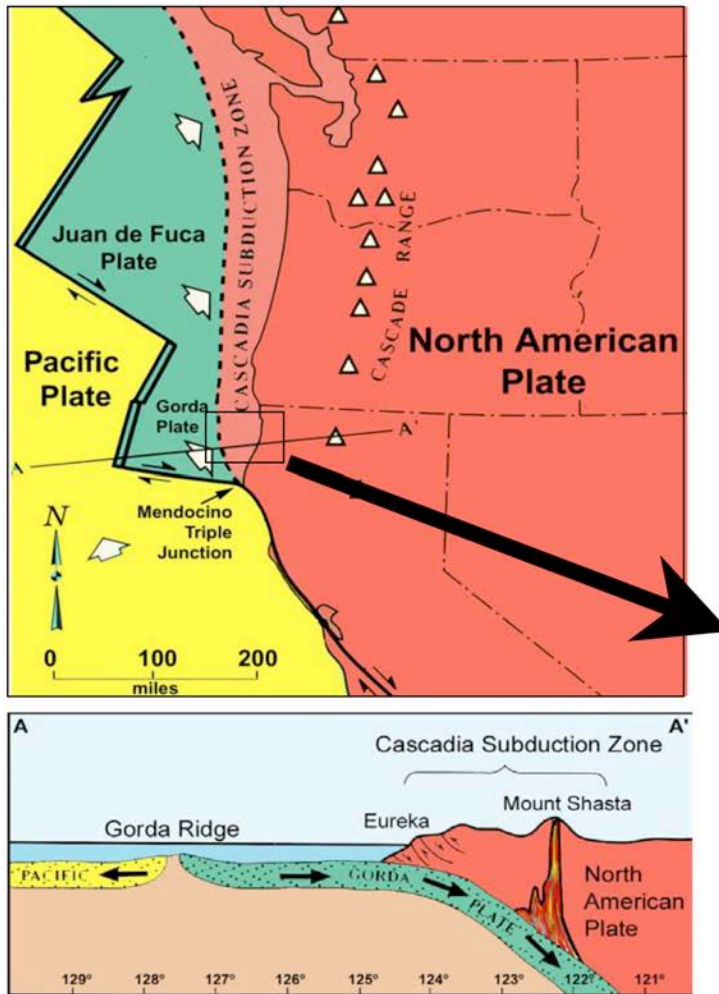 CASCADIA SUBDUCTION ZONE
Juan de Fuca
Plate
CASCADE RANGE
North American
Plate
Pacific
Plate
Gorda
Plate
A
A'
Mendocino
Triple
Junction
N
0 100 200
miles
A A'
Cascadia Subduction Zone
Mount Shasta
Eureka
Gorda Ridge
PACIFIC
GORDA
PLATE
North
American
Plate
129° 128° 127° 126° 125° 124° 123° 122° 121°